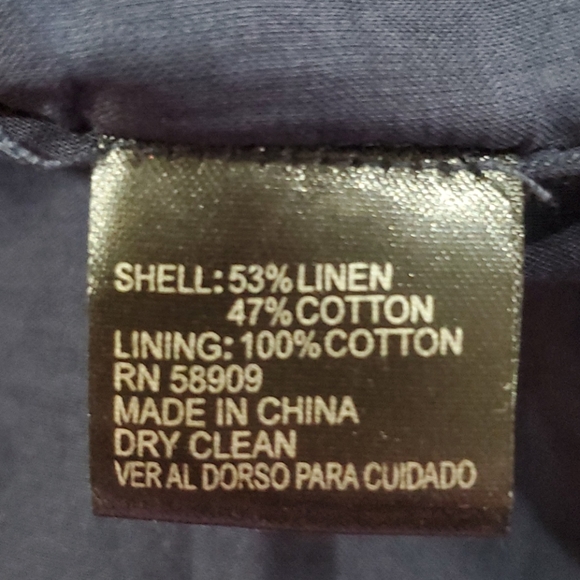 SHELL: 53% LINEN
47% COTTON
LINING: 100% COTTON
RN 58909
MADE IN CHINA
DRY CLEAN
VER AL DORSO PARA CUIDADO